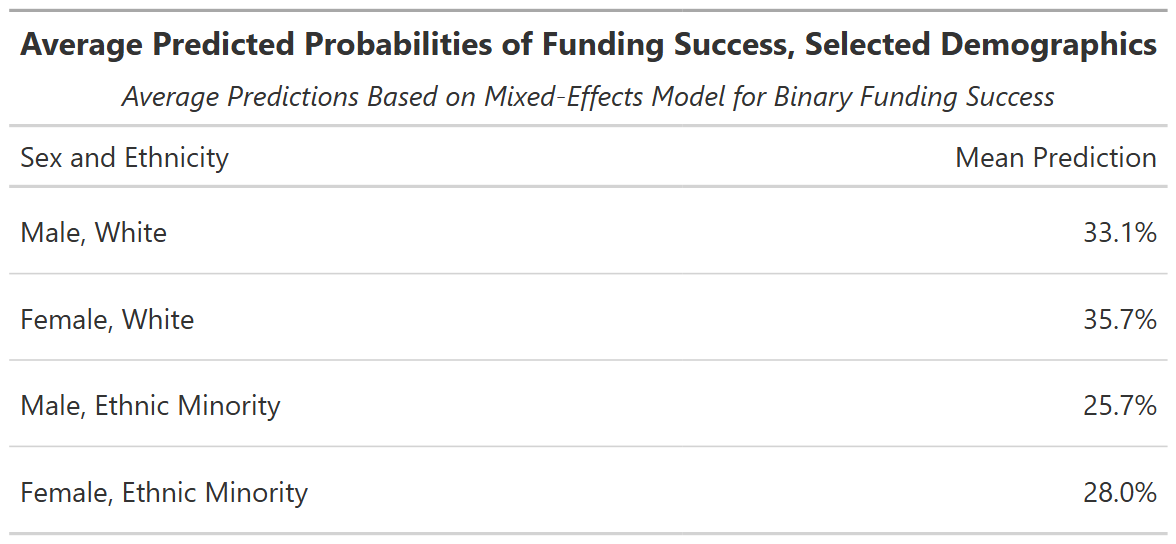 Average Predicted Probabilities of Funding Success, Selected Demographics
Average Predictions Based on Mixed-Effects Model for Binary Funding Success
Sex and Ethnicity Mean Prediction
Male, White 33.1%
Female, White 35.7%
Male, Ethnic Minority 25.7%
Female, Ethnic Minority 28.0%